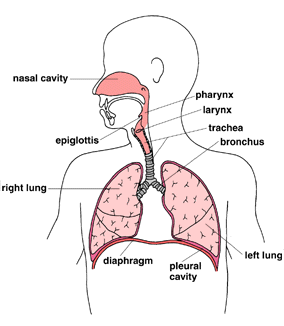 nasal cavity
pharynx
larynx
trachea
epiglottis
bronchus
right lung
left lung
diaphragm
pleural
cavity